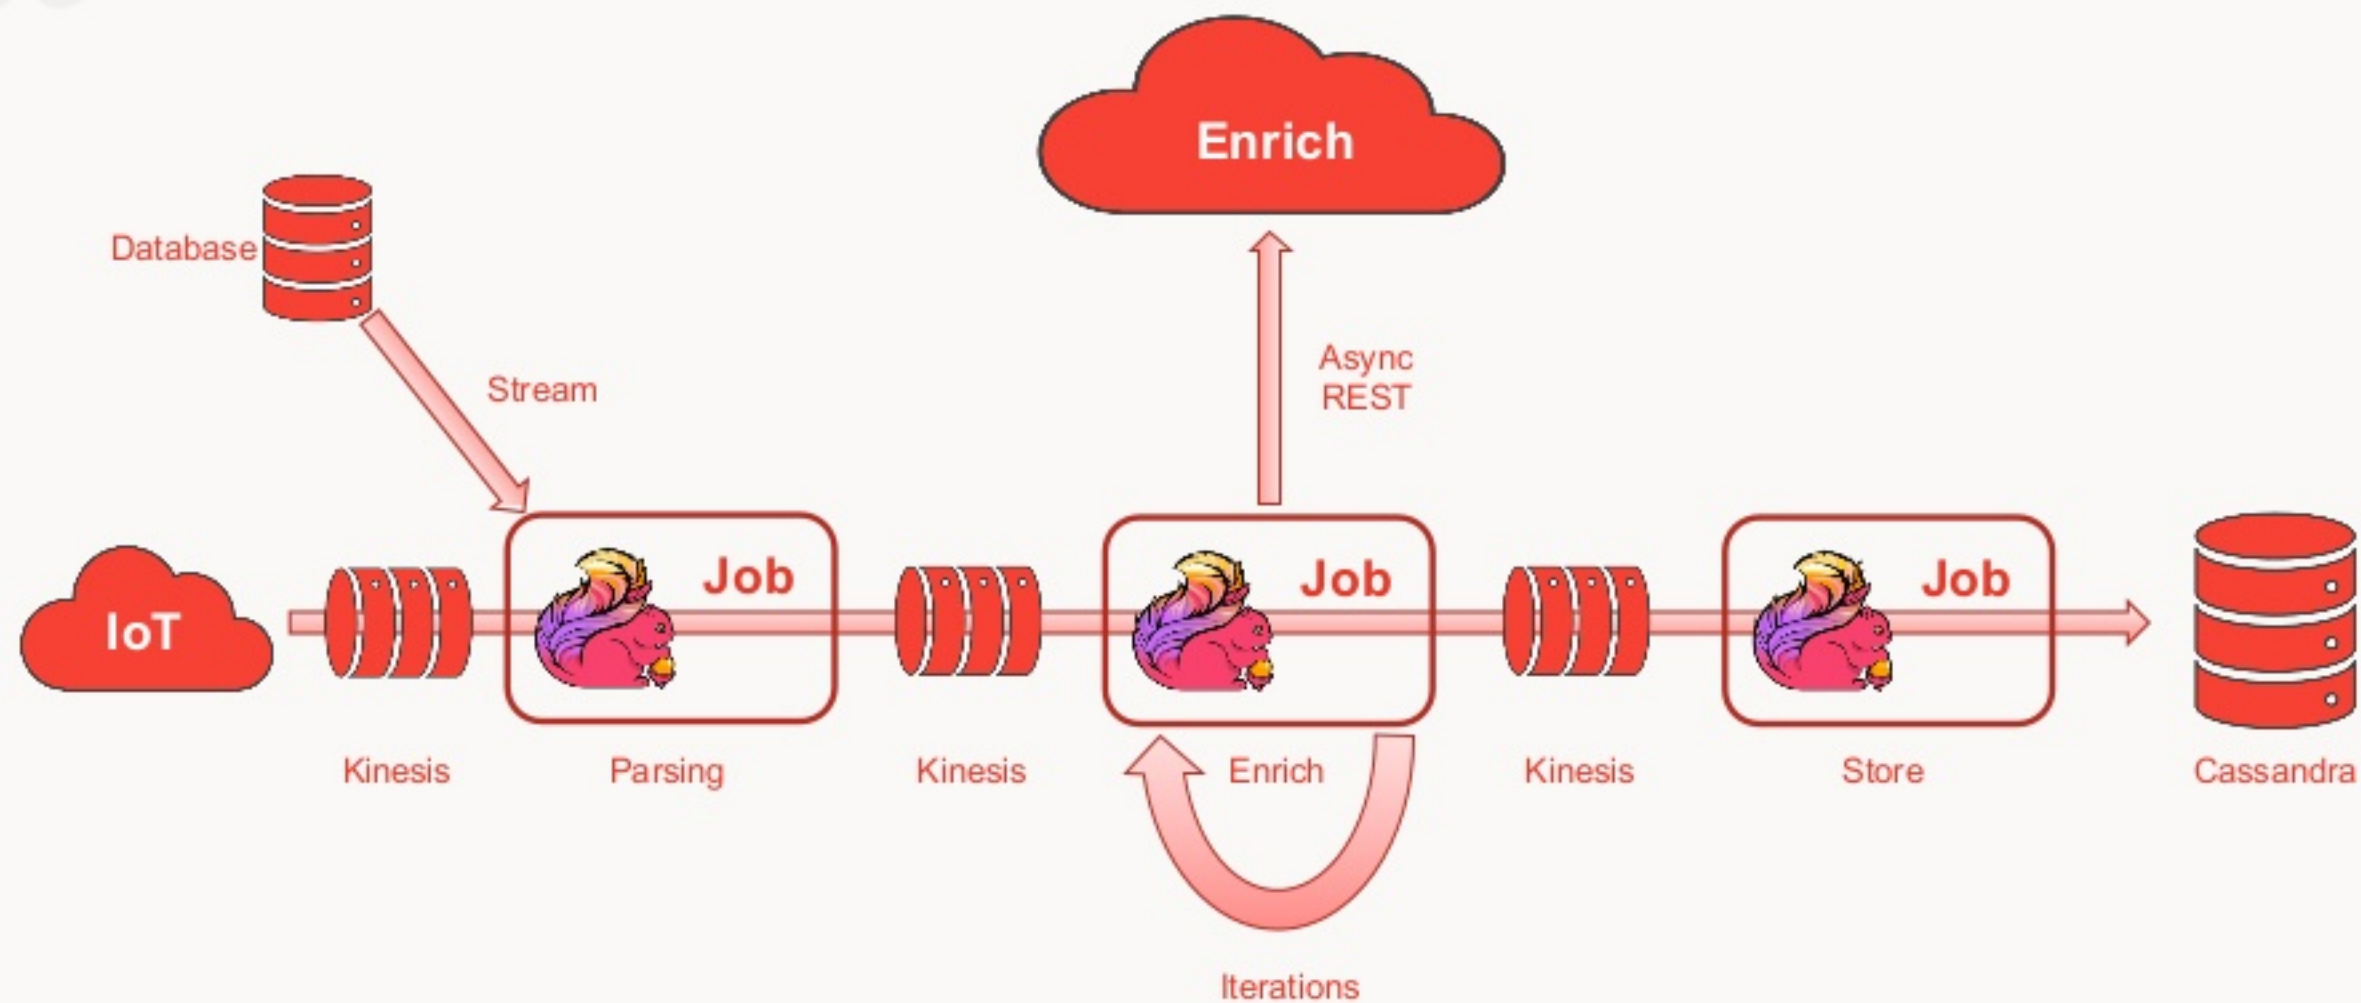 Enrich
Database
Stream
Async
REST
IoT
Job
Job
Job
Kinesis
Parsing
Kinesis
Enrich
Kinesis
Store
Cassandra
Iterations